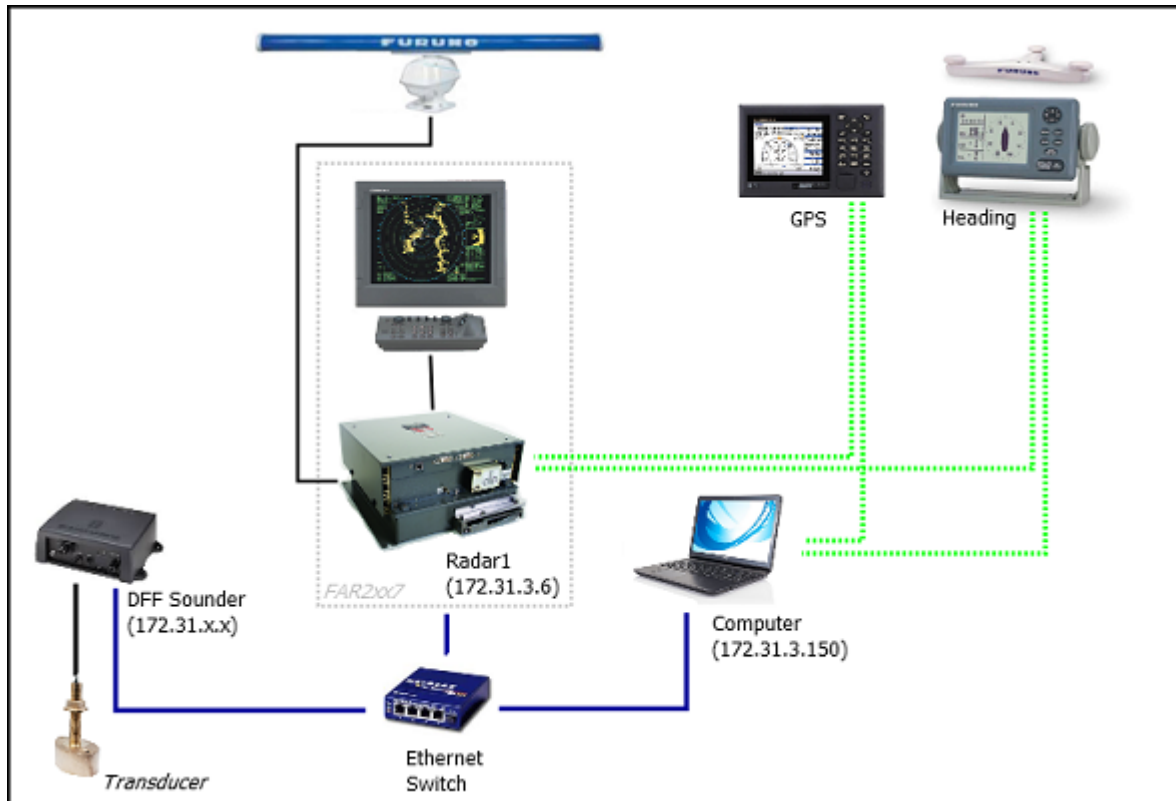 FURUNO
FURUNO
GPS
Heading
Radar1
(172.31.3.6)
FAR2xx7
DFF Sounder
(172.31.x.x)
Computer
(172.31.3.150)
Ethernet
Switch
Transducer